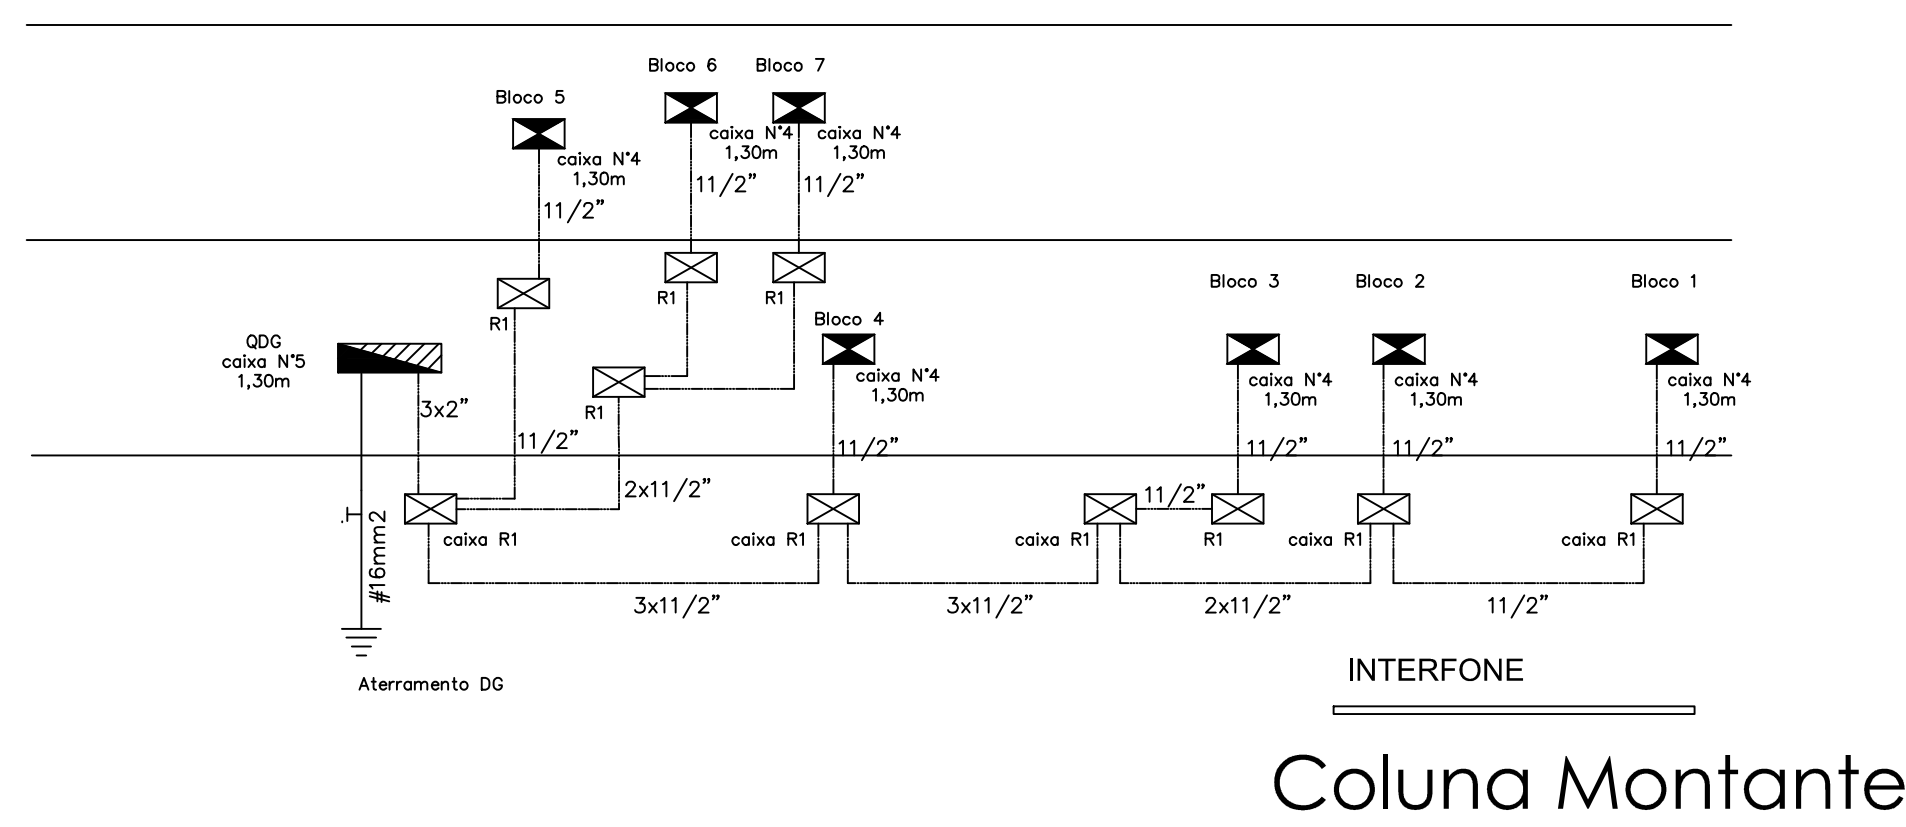 Bloco 6
Bloco 7
Bloco 5
caixa N°4
1,30m
caixa N°4
1,30m
caixa N°4
1,30m
11/2”
11/2”
11/2”
R1
R1
R1
Bloco 3
Bloco 2
Bloco 1
Bloco 4
QDG
caixa N°5
1,30m
caixa N°4
1,30m
caixa N°4
1,30m
caixa N°4
1,30m
caixa N°4
1,30m
3x2”
R1
11/2”
11/2”
11/2”
11/2”
11/2”
2x11/2”
11/2”
#16mm2
caixa R1
caixa R1
caixa R1
R1
caixa R1
caixa R1
3x11/2”
3x11/2”
2x11/2”
11/2”
Aterramento DG
INTERFONE
Coluna Montante